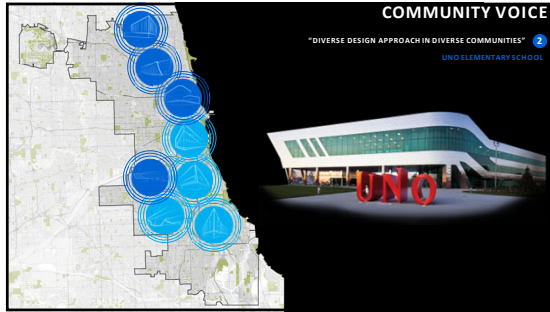 COMMUNITY VOICE
"DIVERSE DESIGN APPROACH IN DIVERSE COMMUNITIES" 2
UNO ELEMENTARY SCHOOL
UNO